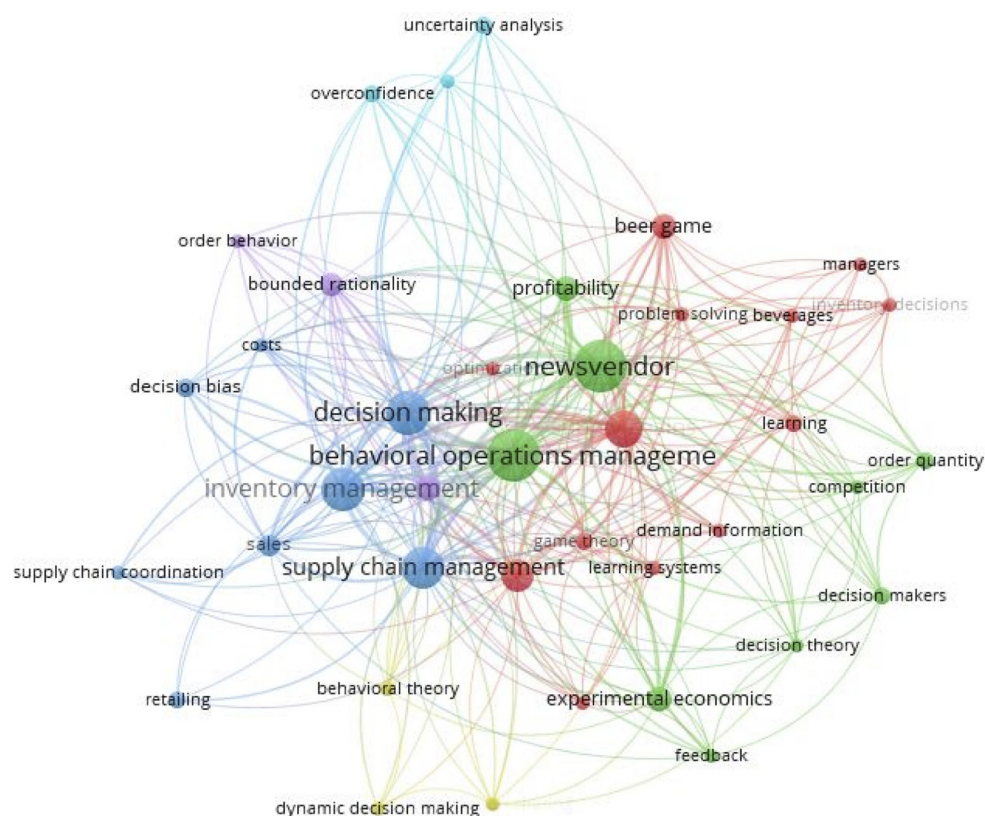 uncertainty analysis
overconfidence
beer game
order behavior
managers
bounded rationality
profitability
inventory decisions
problem solving
beverages
costs
optimizatio
newsvendor
decision bias
decision making
learning
behavioral operations manageme
order quantity
inventory management
competition
demand information
game theory
sales
supply chain management
learning systems
supply chain coordination
decision makers
decision theory
behavioral theory
retailing
experimental economics
feedback
dynamic decision making